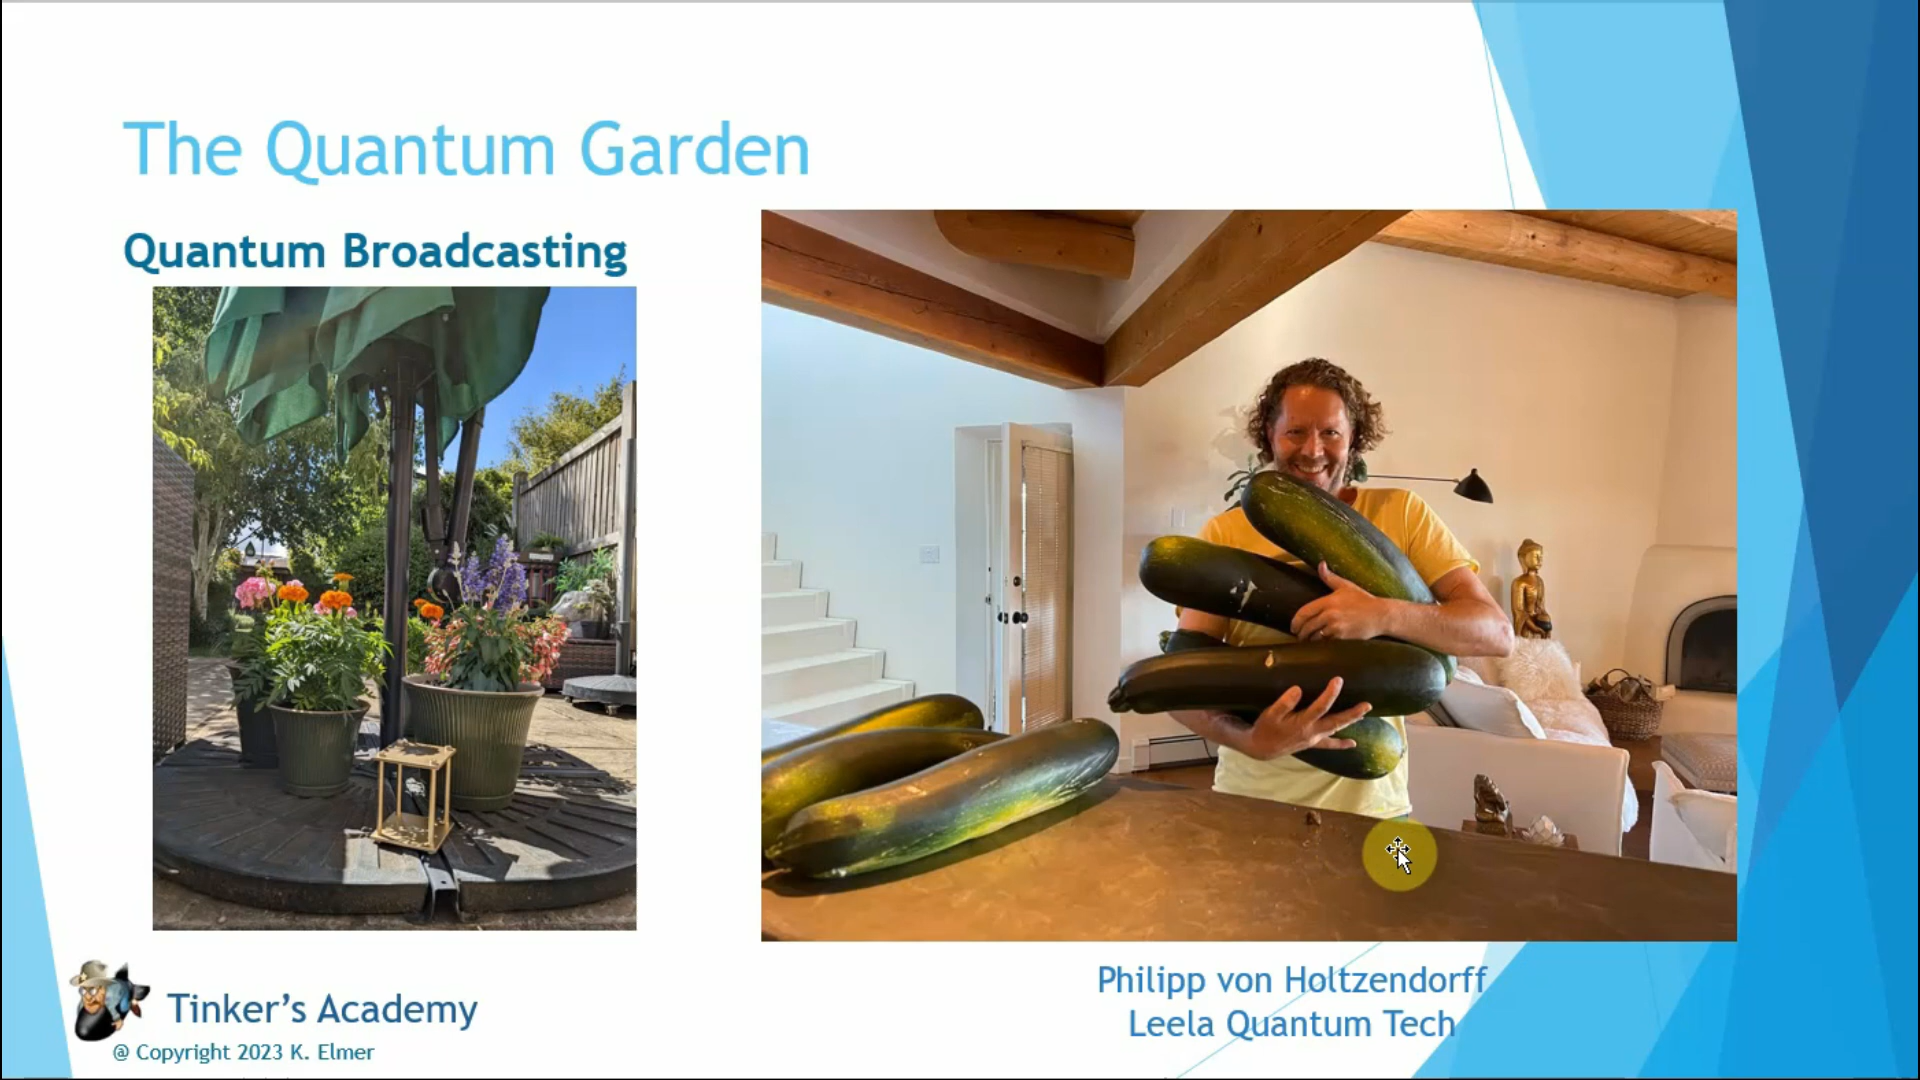 The Quantum Garden
Quantum Broadcasting
Tinker's Academy
@ Copyright 2023 K. Elmer
Philipp von Holtzendorff
Leela Quantum Tech